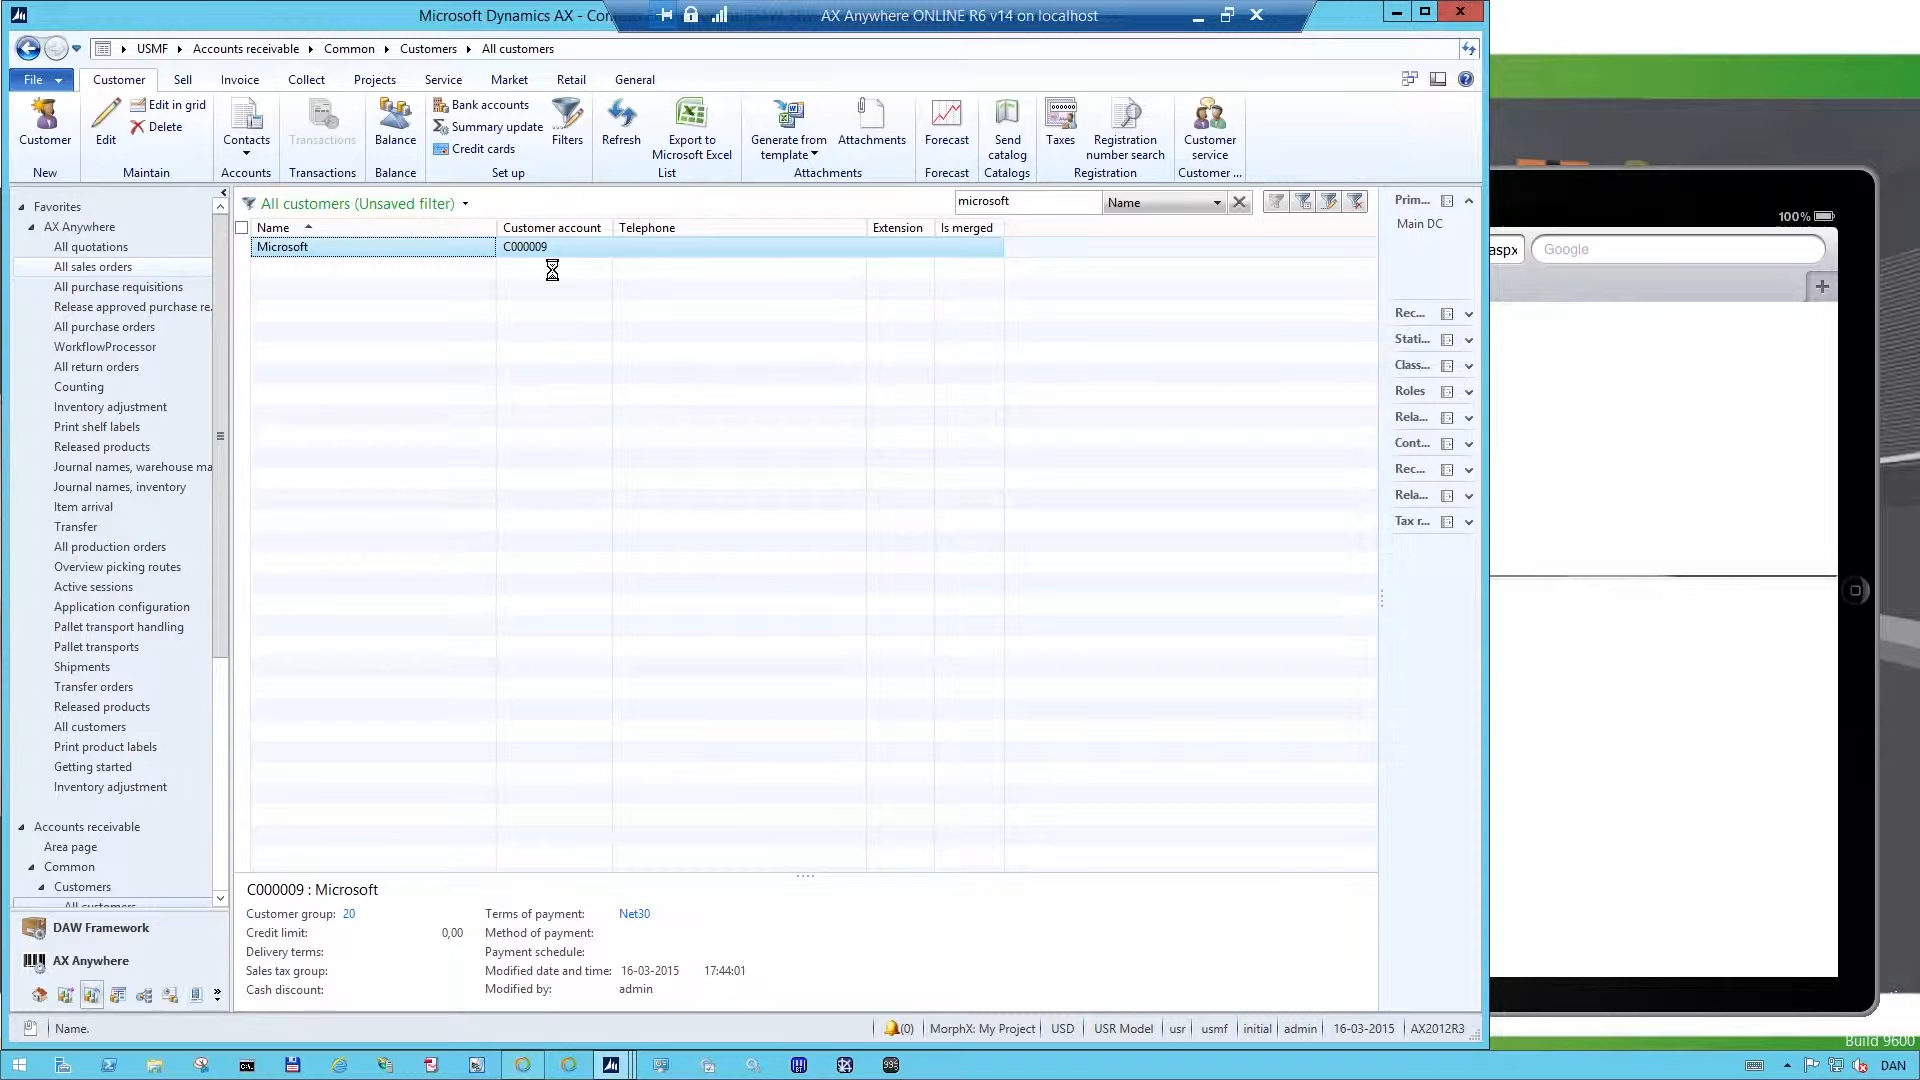 Microsoft Dynamics AX - Con
AX Anywhere ONLINE R6 v14 on localhost
USMF Accounts receivable Common Customers All customers
File Customer Sell Invoice Collect Projects Service Market Retail General
Customer
New
Edit
Edit in grid
Delete
Maintain
Contacts
Accounts
Transactions
Transactions
Balance
Balance
Bank accounts
Summary update
Credit cards
Filters
Set up
Refresh
Export to
Microsoft Excel
List
Generate from
template
Attachments
Attachments
Forecast
Forecast
Send
catalog
Catalogs
Taxes
Registration
number search
Registration
Customer
service
Customer ...
Favorites
AX Anywhere
All quotations
All sales orders
All purchase requisitions
Release approved purchase re.
All purchase orders
WorkflowProcessor
All return orders
Counting
Inventory adjustment
Print shelf labels
Released products
Journal names, warehouse ma
Journal names, inventory
Item arrival
Transfer
All production orders
Overview picking routes
Active sessions
Application configuration
Pallet transport handling
Pallet transports
Shipments
Transfer orders
Released products
All customers
Print product labels
Getting started
Inventory adjustment
Accounts receivable
Area page
Common
Customers
All customers
DAW Framework
AX Anywhere
All customers (Unsaved filter)
microsoft Name
Name Customer account Telephone Extension Is merged
Microsoft C000009
C000009 : Microsoft
Customer group: 20
Credit limit: 0,00
Delivery terms:
Sales tax group:
Cash discount:
Terms of payment: Net30
Method of payment:
Payment schedule:
Modified date and time: 16-03-2015 17:44:01
Modified by: admin
Prim...
Main DC
Rec...
Stati...
Class...
Roles
Rela...
Cont...
Rec...
Rela...
Tax r...
100%
aspx Google
Name.
(0) MorphX: My Project USD USR Model usr usmf initial admin 16-03-2015 AX2012R3
Build 9600
DAN